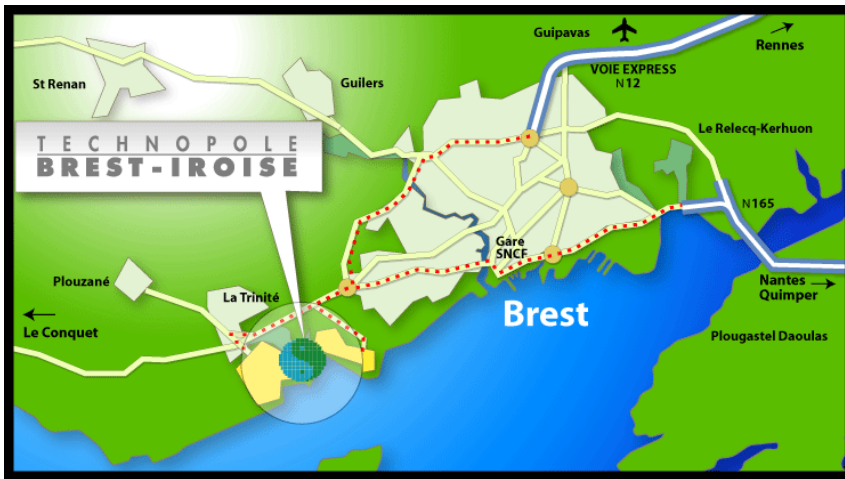 Guipavas
Rennes
VOIE EXPRESS
N12
St Renan
Guilers
TECHNOPOLE
BREST-IROISE
Le Relecq-Kerhuon
N165
Gare
SNCF
Plouzané
La Trinité
Nantes
Quimper
Le Conquet
Brest
Plougastel Daoulas